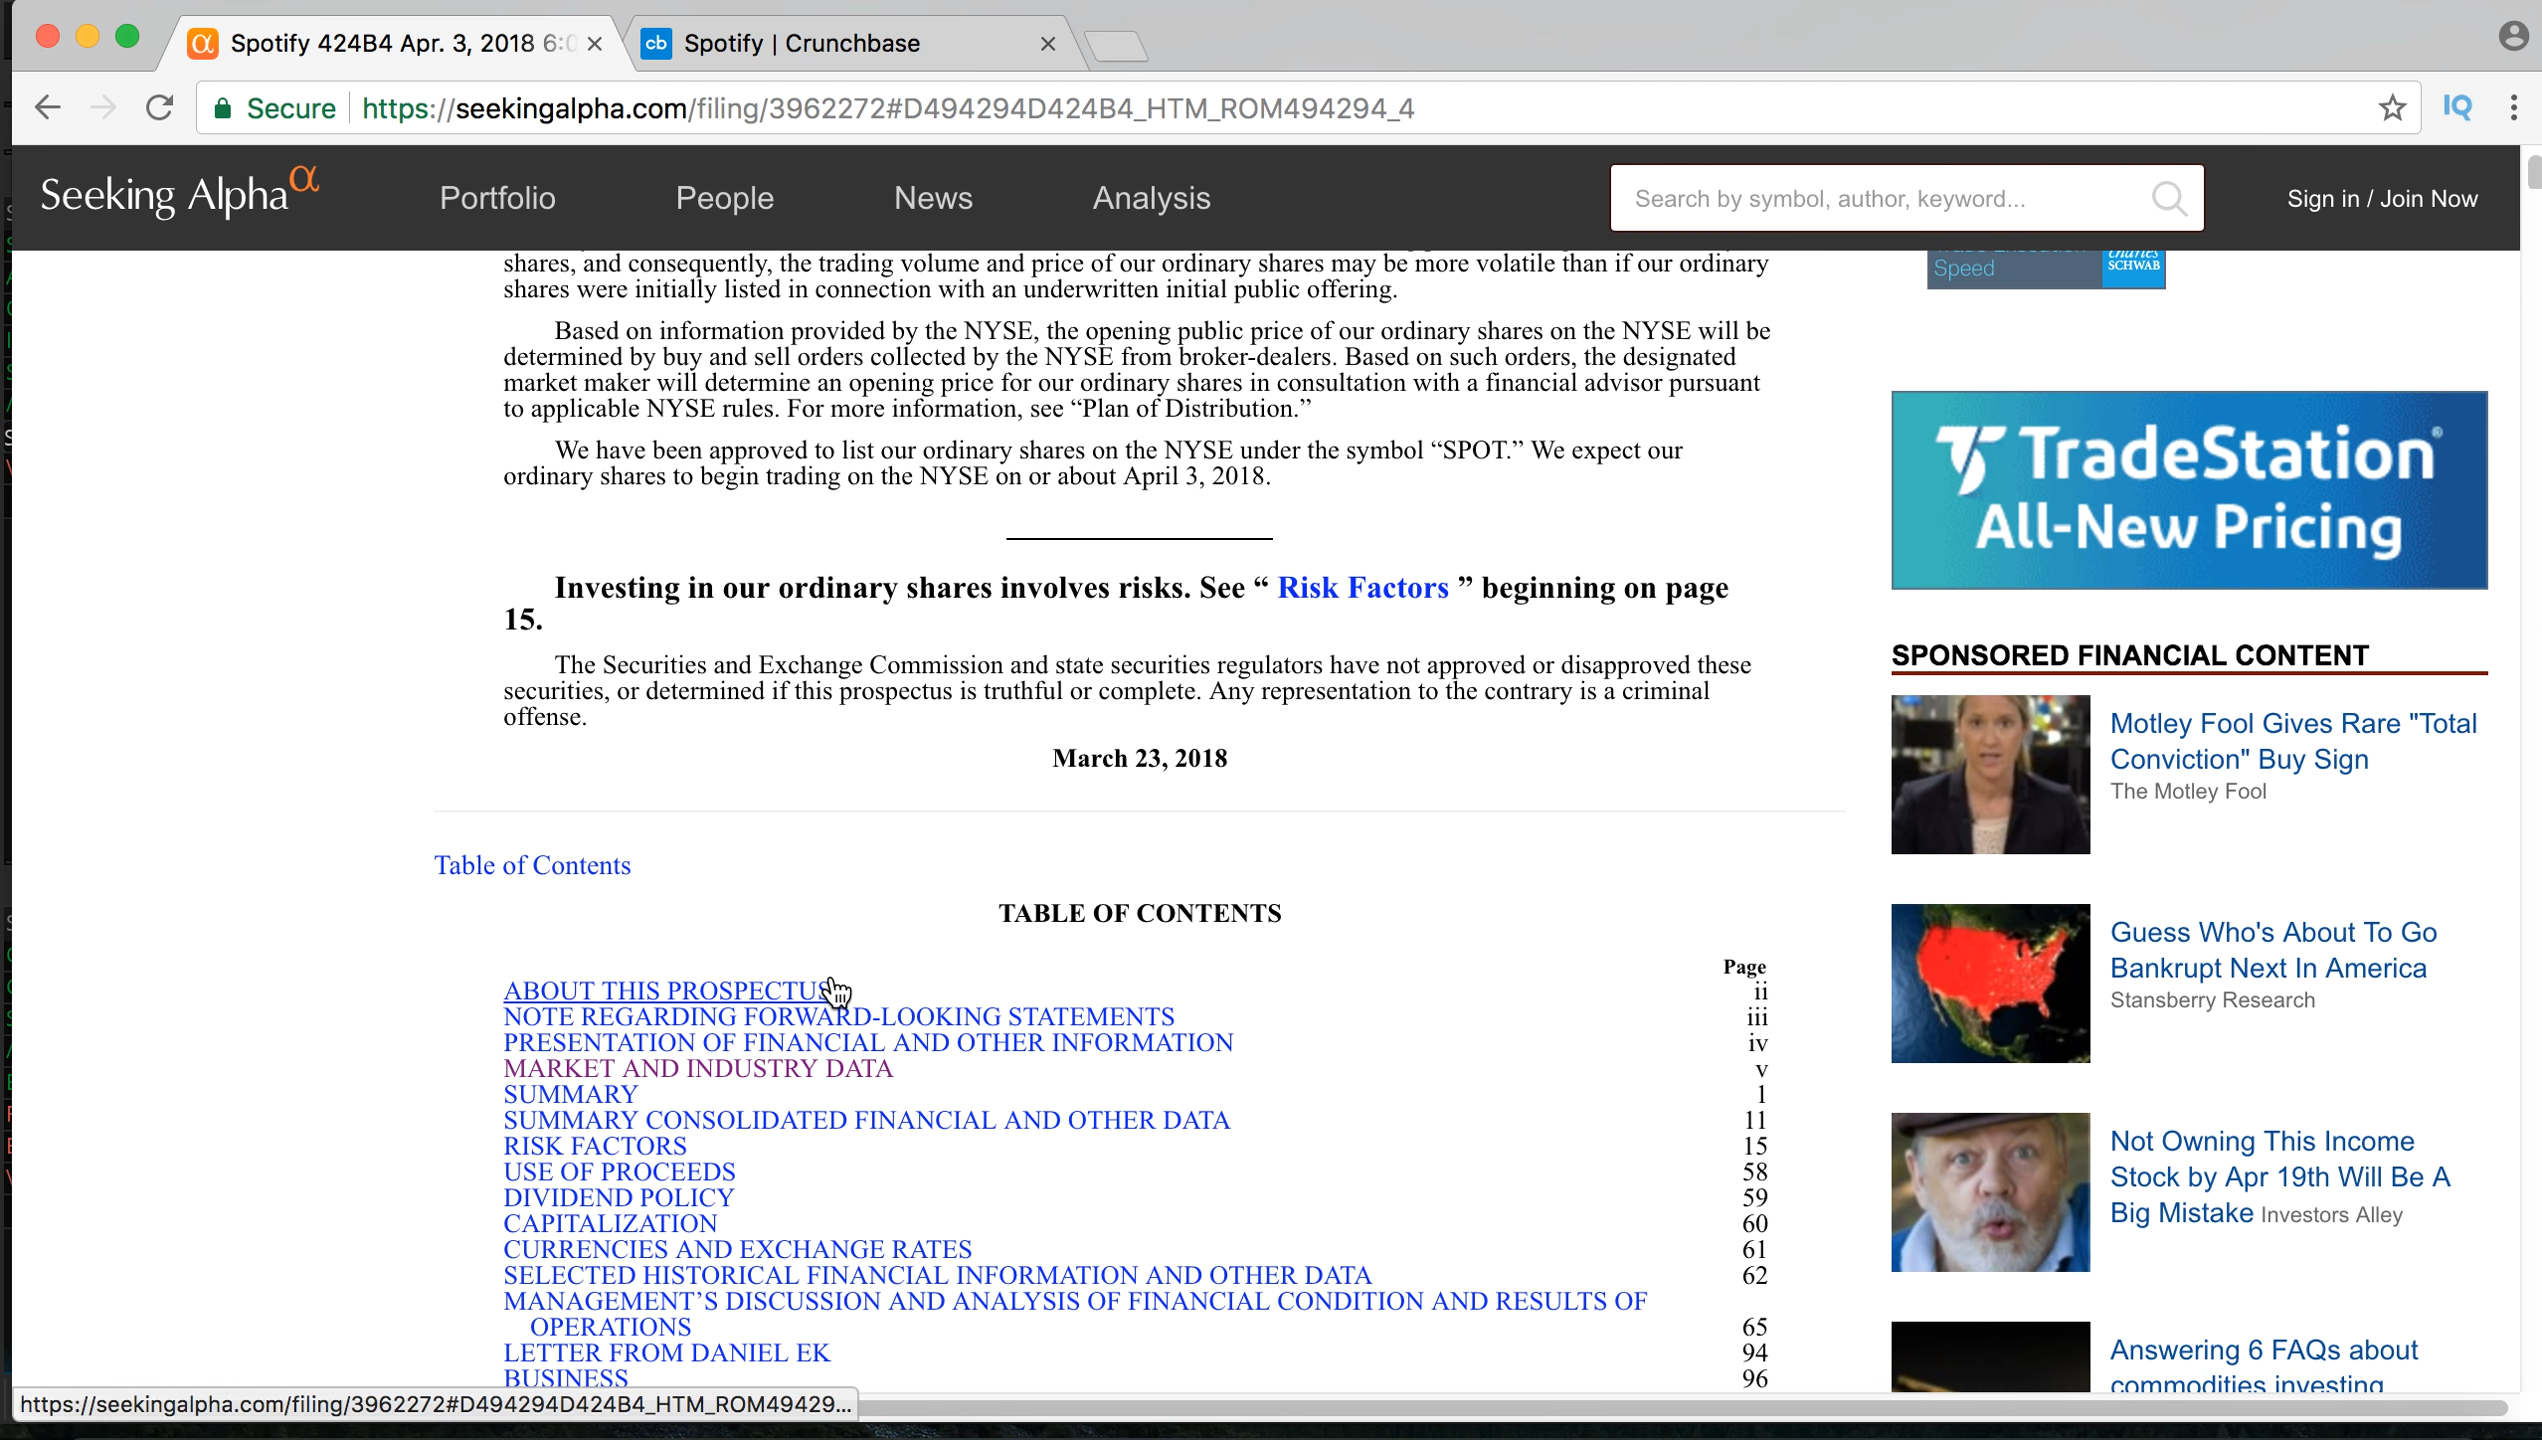 Spotify 424B4 Apr. 3, 2018 6:0
cb Spotify | Crunchbase
Secure https://seekingalpha.com/filing/3962272#D494294D424B4_HTM_ROM494294_4
IQ
Seeking Alpha α
Portfolio
People
News
Analysis
Search by symbol, author, keyword...
Sign in / Join Now
shares, and consequently, the trading volume and price of our ordinary shares may be more volatile than if our ordinary
shares were initially listed in connection with an underwritten initial public offering.
Based on information provided by the NYSE, the opening public price of our ordinary shares on the NYSE will be
determined by buy and sell orders collected by the NYSE from broker-dealers. Based on such orders, the designated
market maker will determine an opening price for our ordinary shares in consultation with a financial advisor pursuant
to applicable NYSE rules. For more information, see “Plan of Distribution.”
We have been approved to list our ordinary shares on the NYSE under the symbol “SPOT.” We expect our
ordinary shares to begin trading on the NYSE on or about April 3, 2018.
Investing in our ordinary shares involves risks. See “ Risk Factors ” beginning on page
15.
The Securities and Exchange Commission and state securities regulators have not approved or disapproved these
securities, or determined if this prospectus is truthful or complete. Any representation to the contrary is a criminal
offense.
March 23, 2018
Table of Contents
TABLE OF CONTENTS
Page
ABOUT THIS PROSPECTUS ii
NOTE REGARDING FORWARD-LOOKING STATEMENTS iii
PRESENTATION OF FINANCIAL AND OTHER INFORMATION iv
MARKET AND INDUSTRY DATA v
SUMMARY 1
SUMMARY CONSOLIDATED FINANCIAL AND OTHER DATA 11
RISK FACTORS 15
USE OF PROCEEDS 58
DIVIDEND POLICY 59
CAPITALIZATION 60
CURRENCIES AND EXCHANGE RATES 61
SELECTED HISTORICAL FINANCIAL INFORMATION AND OTHER DATA 62
MANAGEMENT’S DISCUSSION AND ANALYSIS OF FINANCIAL CONDITION AND RESULTS OF
OPERATIONS 65
LETTER FROM DANIEL EK 94
BUSINESS 96
https://seekingalpha.com/filing/3962272#D494294D424B4_HTM_ROM49429...
Speed
charles
SCHWAB
TradeStation®
All-New Pricing
SPONSORED FINANCIAL CONTENT
Motley Fool Gives Rare "Total
Conviction" Buy Sign
The Motley Fool
Guess Who's About To Go
Bankrupt Next In America
Stansberry Research
Not Owning This Income
Stock by Apr 19th Will Be A
Big Mistake Investors Alley
Answering 6 FAQs about
commodities investing